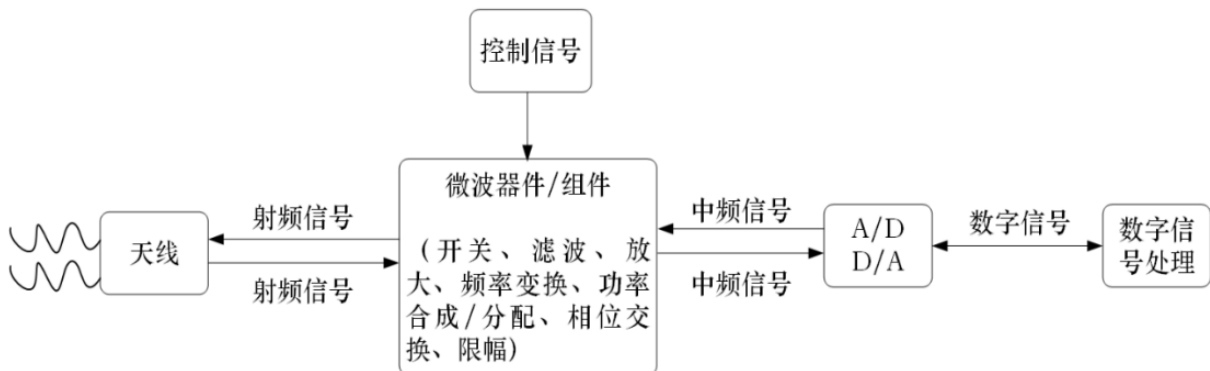 控制信号
微波器件/组件
(开关、滤波、放
大、频率变换、功率
合成/分配、相位交
换、限幅)
天线
射频信号
射频信号
中频信号
中频信号
A/D
D/A
数字信号
数字信
号处理